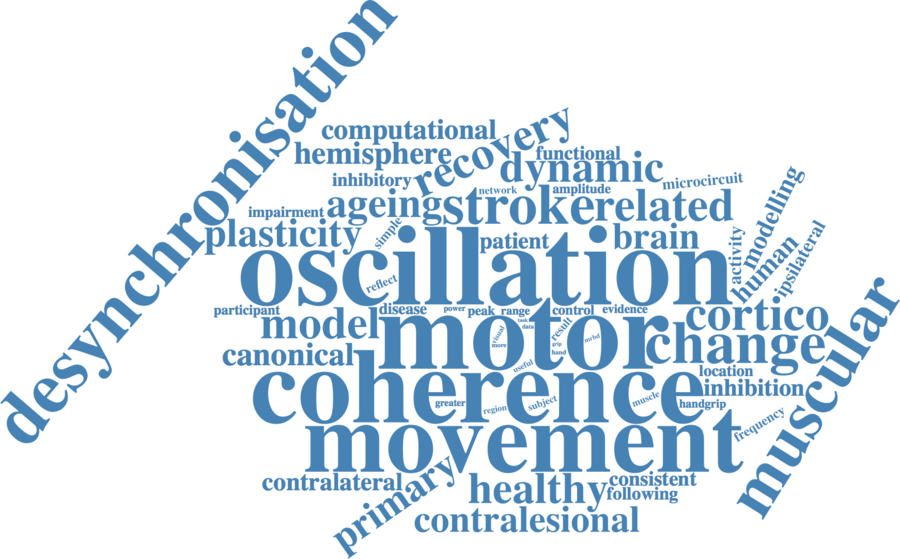 desynchronisation
computational
hemisphere
recovery
functional
dynamic
inhibitory
network
amplitude
microcircuit
modelling
impairment
ageing
stroke
related
plasticity
simple
patient
brain
activity
human
ipsilateral
oscillation
reflect
participant
disease
power
peak
range
control
evidence
model
motor
task
data
visual
more
result
grip
hand
mrbd
cortico
change
muscular
canonical
useful
location
coherence
inhibition
greater
region
subject
muscle
handgrip
frequency
movement
contralateral
primary
healthy
consistent
following
contralesional